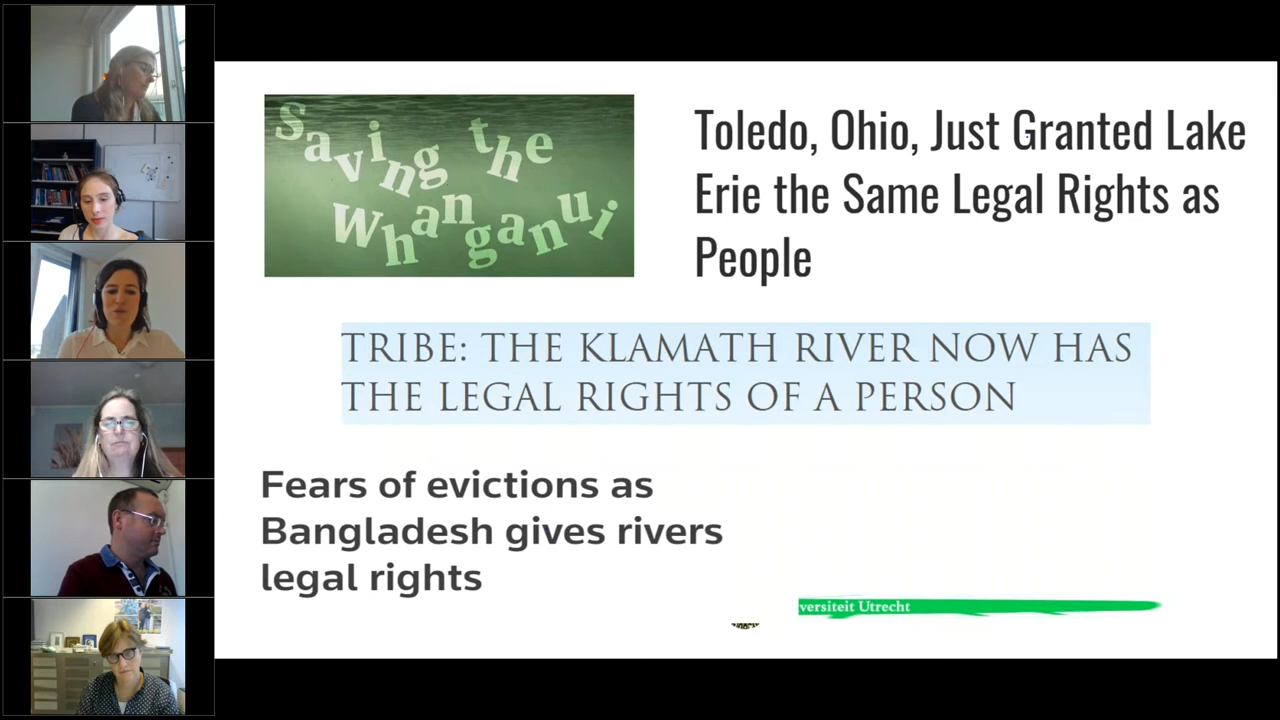 Saving the
Whanganui
Toledo, Ohio, Just Granted Lake
Erie the Same Legal Rights as
People
TRIBE: THE KLAMATH RIVER NOW HAS
THE LEGAL RIGHTS OF A PERSON
Fears of evictions as
Bangladesh gives rivers
legal rights
versiteit Utrecht